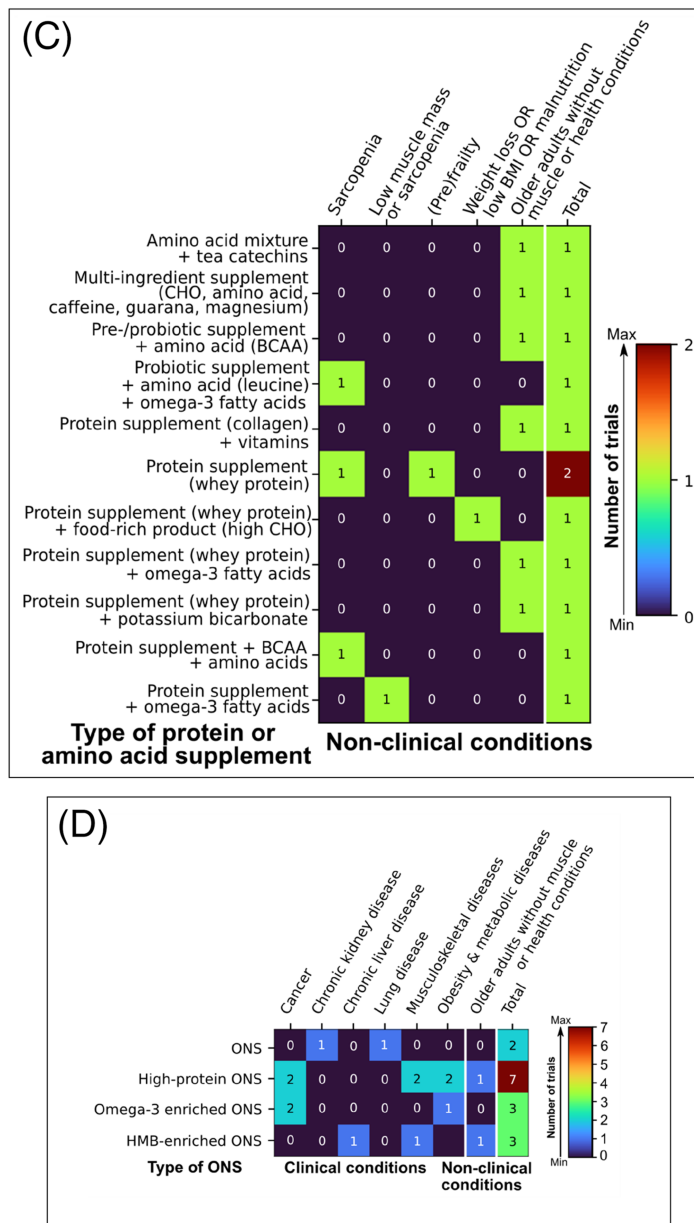 (C)
Sarcopenia
Low muscle mass
or sarcopenia
(Pre)frailty
Weight loss OR
low BMI OR malnutrition
Older adults without
muscle or health conditions
Total
Amino acid mixture
+ tea catechins
0 0 0 0 1 1
Multi-ingredient supplement
(CHO, amino acid,
caffeine, guarana, magnesium)
0 0 0 0 1 1
Pre-/probiotic supplement
+ amino acid (BCAA)
0 0 0 0 1 1
Probiotic supplement
+ amino acid (leucine)
+ omega-3 fatty acids
1 0 0 0 0 1
Protein supplement (collagen)
+ vitamins
0 0 0 0 1 1
Protein supplement
(whey protein)
1 0 1 0 0 2
Protein supplement (whey protein)
+ food-rich product (high CHO)
0 0 0 1 0 1
Protein supplement (whey protein)
+ omega-3 fatty acids
0 0 0 0 1 1
Protein supplement (whey protein)
+ potassium bicarbonate
0 0 0 0 1 1
Protein supplement + BCAA
+ amino acids
1 0 0 0 0 1
Protein supplement
+ omega-3 fatty acids
0 1 0 0 0 1
Type of protein or
amino acid supplement
Non-clinical conditions
Max
Number of trials
Min
2
1
0
(D)
Cancer
Chronic kidney disease
Chronic liver disease
Lung disease
Musculoskeletal diseases
Obesity & metabolic diseases
Older adults without muscle
or health conditions
Total
ONS 0 1 0 1 0 0 0 2
High-protein ONS 2 0 0 0 2 2 1 7
Omega-3 enriched ONS 2 0 0 0 0 1 0 3
HMB-enriched ONS 0 0 1 0 1 0 1 3
Type of ONS
Clinical conditions
Non-clinical
conditions
Max
Number of trials
Min
7
6
5
4
3
2
1
0